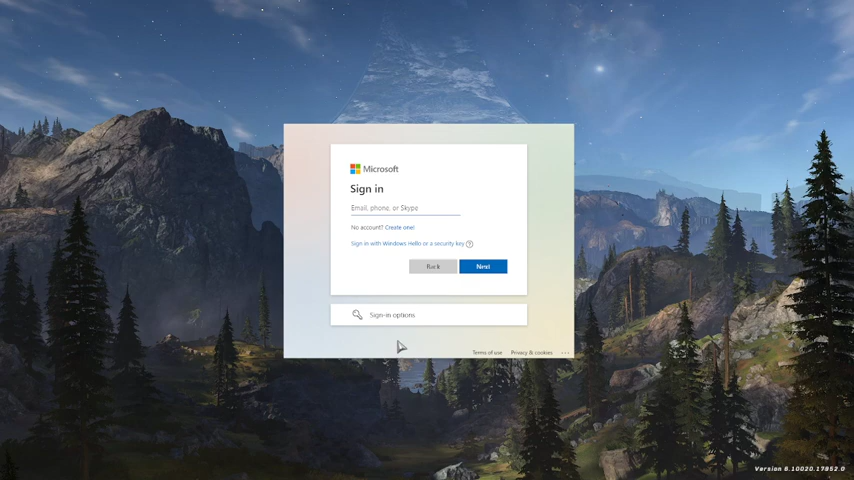 Microsoft
Sign in
Email, phone, or Skype
No account? Create one!
Sign in with Windows Hello or a security key
Back
Next
Sign-in options
Terms of use
Privacy & cookies
Version 6.10020.17952.0